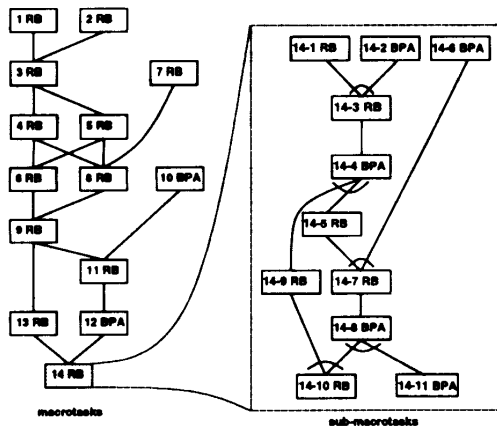 1 RB
2 RB
3 RB
7 RB
4 RB
5 RB
6 RB
8 RB
10 BPA
9 RB
11 RB
13 RB
12 BPA
14 RB
macrotasks
14-1 RB
14-2 BPA
14-6 BPA
14-3 RB
14-4 BPA
14-5 RB
14-9 RB
14-7 RB
14-8 BPA
14-10 RB
14-11 BPA
sub-macrotasks